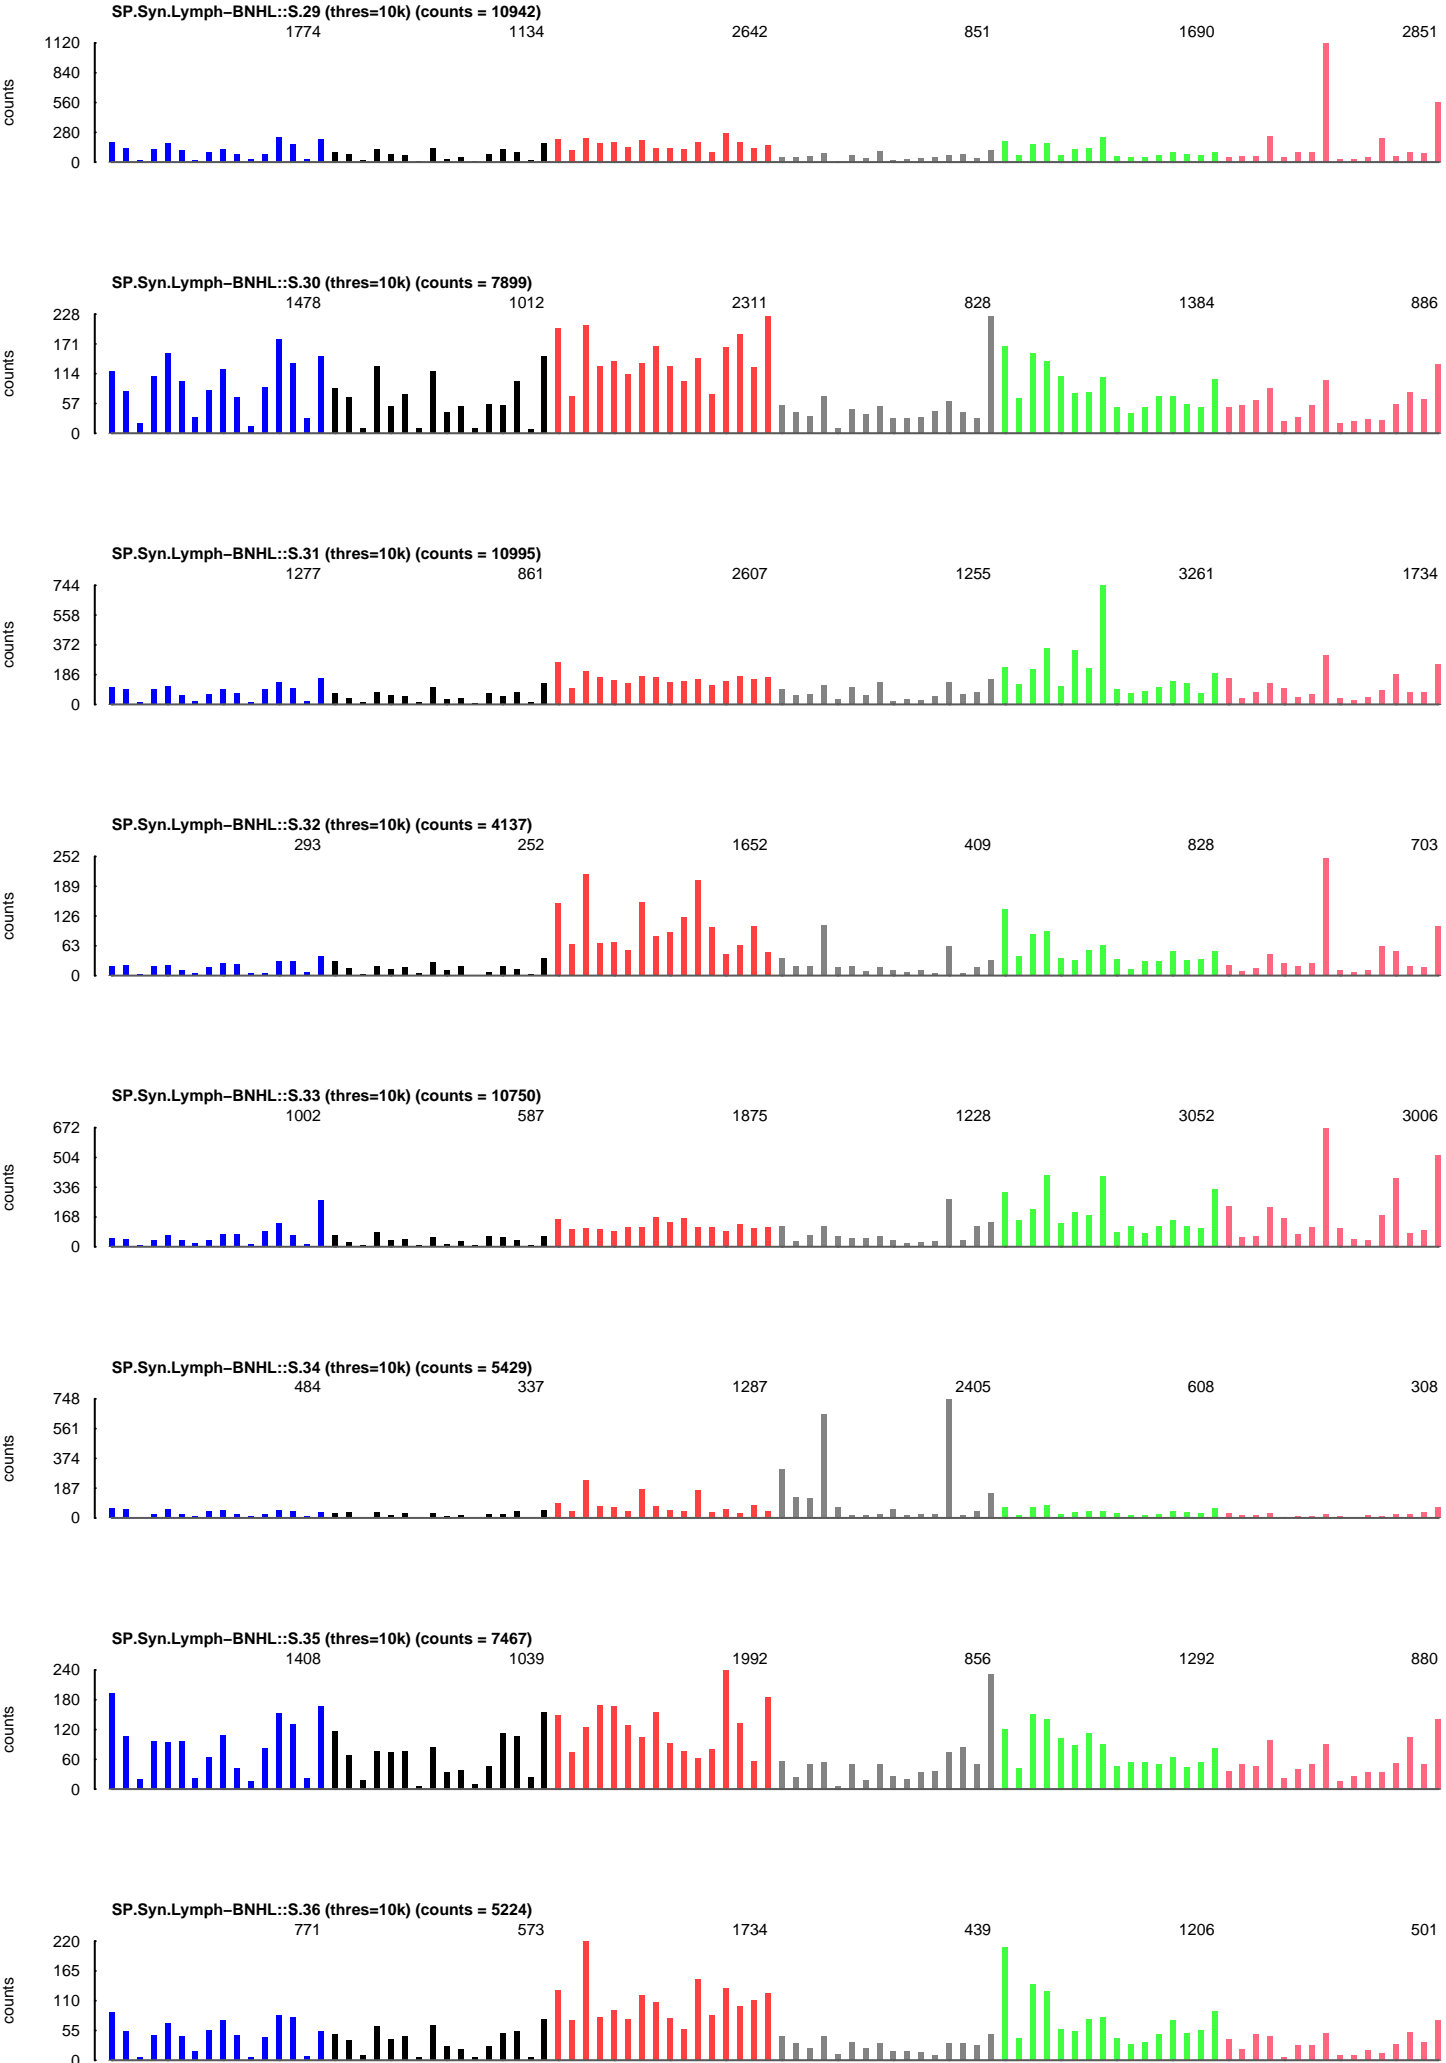 SP.Syn.Lymph−BNHL::S.29 (thres=10k) (counts = 10942)
1774 1134 2642 851 1690 2851
1120
840
560
280
0
counts
SP.Syn.Lymph−BNHL::S.30 (thres=10k) (counts = 7899)
1478 1012 2311 828 1384 886
228
171
114
57
0
counts
SP.Syn.Lymph−BNHL::S.31 (thres=10k) (counts = 10995)
1277 861 2607 1255 3261 1734
744
558
372
186
0
counts
SP.Syn.Lymph−BNHL::S.32 (thres=10k) (counts = 4137)
293 252 1652 409 828 703
252
189
126
63
0
counts
SP.Syn.Lymph−BNHL::S.33 (thres=10k) (counts = 10750)
1002 587 1875 1228 3052 3006
672
504
336
168
0
counts
SP.Syn.Lymph−BNHL::S.34 (thres=10k) (counts = 5429)
484 337 1287 2405 608 308
748
561
374
187
0
counts
SP.Syn.Lymph−BNHL::S.35 (thres=10k) (counts = 7467)
1408 1039 1992 856 1292 880
240
180
120
60
0
counts
SP.Syn.Lymph−BNHL::S.36 (thres=10k) (counts = 5224)
771 573 1734 439 1206 501
220
165
110
55
0
counts